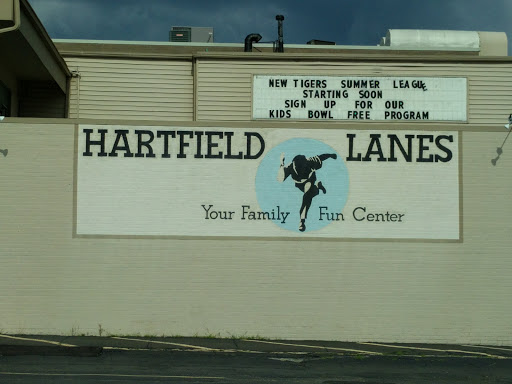 NEW TIGERS SUMMER LEAGUE
STARTING SOON
SIGN UP FOR OUR
KIDS BOWL FREE PROGRAM
HARTFIELD LANES
Your Family Fun Center